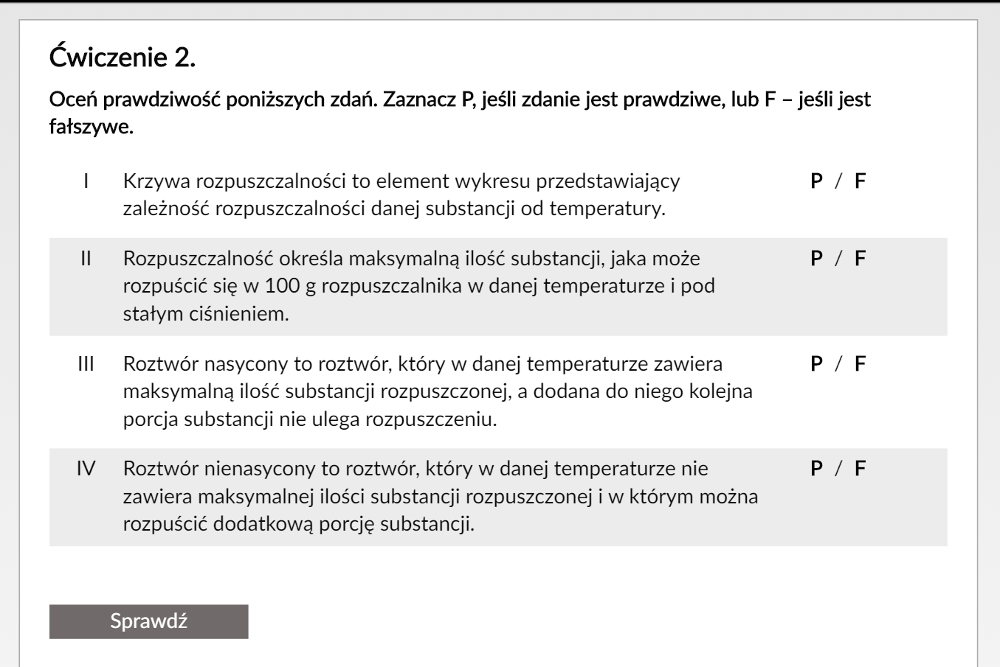 Ćwiczenie 2.
Oceń prawdziwość poniższych zdań. Zaznacz P, jeśli zdanie jest prawdziwe, lub F – jeśli jest
fałszywe.
I Krzywa rozpuszczalności to element wykresu przedstawiający P / F
zależność rozpuszczalności danej substancji od temperatury.
II Rozpuszczalność określa maksymalną ilość substancji, jaka może P / F
rozpuścić się w 100 g rozpuszczalnika w danej temperaturze i pod
stałym ciśnieniem.
III Roztwór nasycony to roztwór, który w danej temperaturze zawiera P / F
maksymalną ilość substancji rozpuszczonej, a dodana do niego kolejna
porcja substancji nie ulega rozpuszczeniu.
IV Roztwór nienasycony to roztwór, który w danej temperaturze nie P / F
zawiera maksymalnej ilości substancji rozpuszczonej i w którym można
rozpuścić dodatkową porcję substancji.
Sprawdź